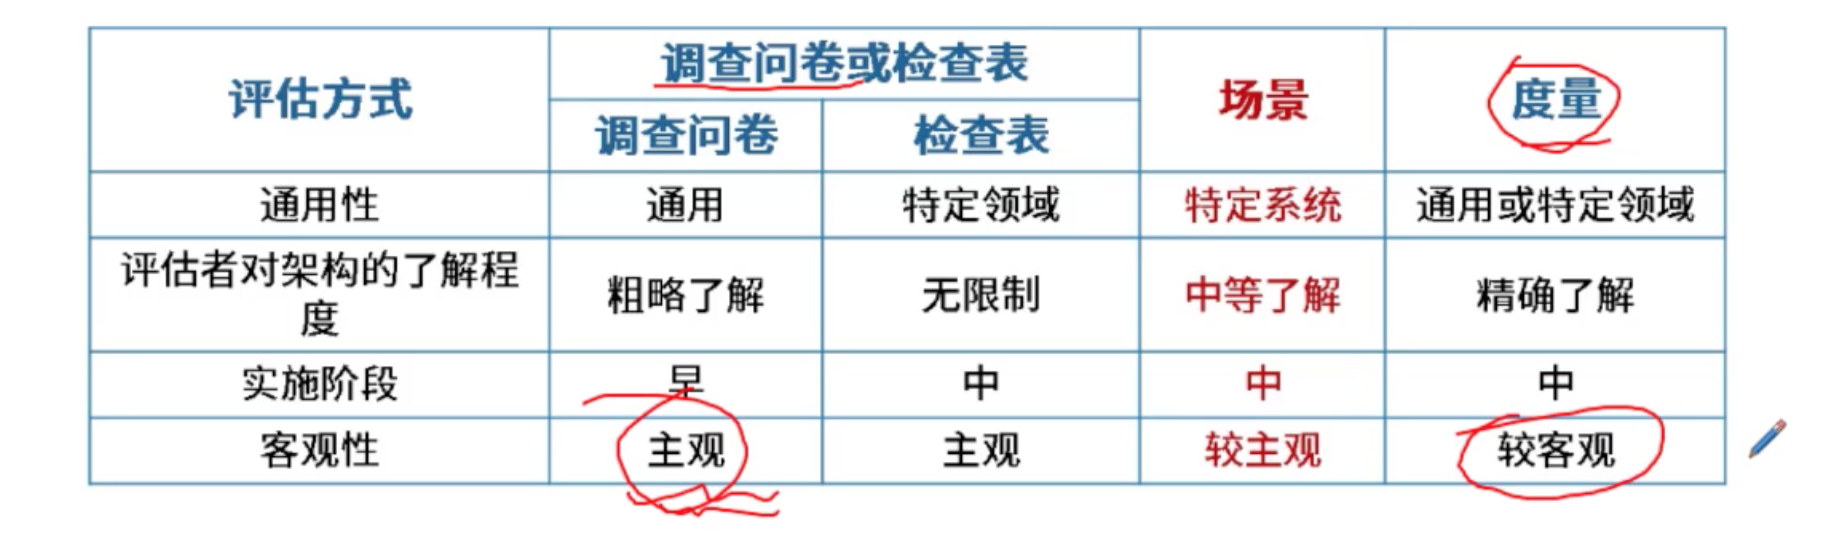 评估方式 调查问卷或检查表 场景 度量
调查问卷 检查表
通用性 通用 特定领域 特定系统 通用或特定领域
评估者对架构的了解程
度 粗略了解 无限制 中等了解 精确了解
实施阶段 早 中 中 中
客观性 主观 主观 较主观 较客观